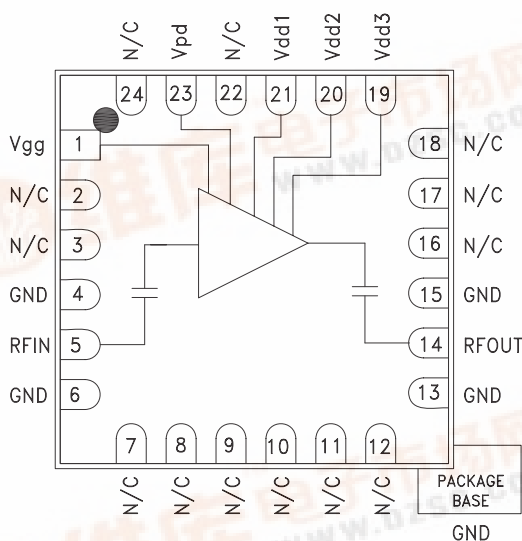 N/C Vpd N/C Vdd1 Vdd2 Vdd3
24 23 22 21 20 19
Vgg 1
N/C 2
N/C 3
GND 4
RFIN 5
GND 6
18 N/C
17 N/C
16 N/C
15 GND
14 RFOUT
13 GND
7 8 9 10 11 12
N/C N/C N/C N/C N/C N/C
PACKAGE
BASE
GND